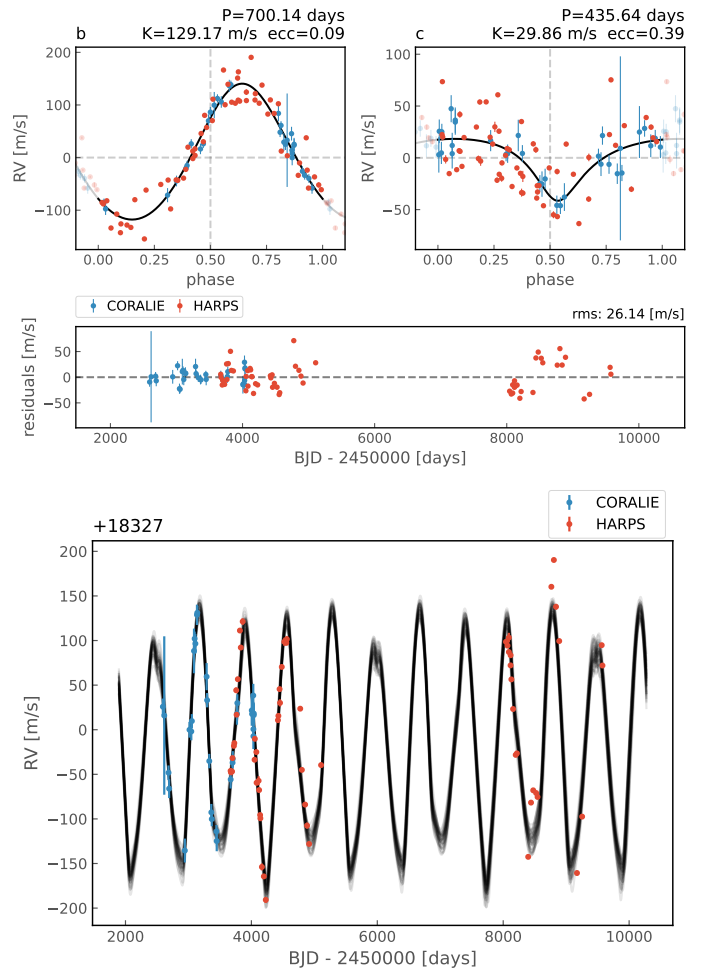 P=700.14 days
b K=129.17 m/s ecc=0.09
100
0
−100
RV [m/s]
0.00 0.25 0.50 0.75 1.00
phase
P=435.64 days
c K=29.86 m/s ecc=0.39
100
50
0
−50
RV [m/s]
0.00 0.25 0.50 0.75 1.00
phase
CORALIE HARPS
rms: 26.14 [m/s]
50
0
−50
residuals [m/s]
2000 4000 6000 8000 10000
BJD - 2450000 [days]
CORALIE
HARPS
+18327
200
150
100
50
0
−50
−100
−150
−200
RV [m/s]
2000 4000 6000 8000 10000
BJD - 2450000 [days]